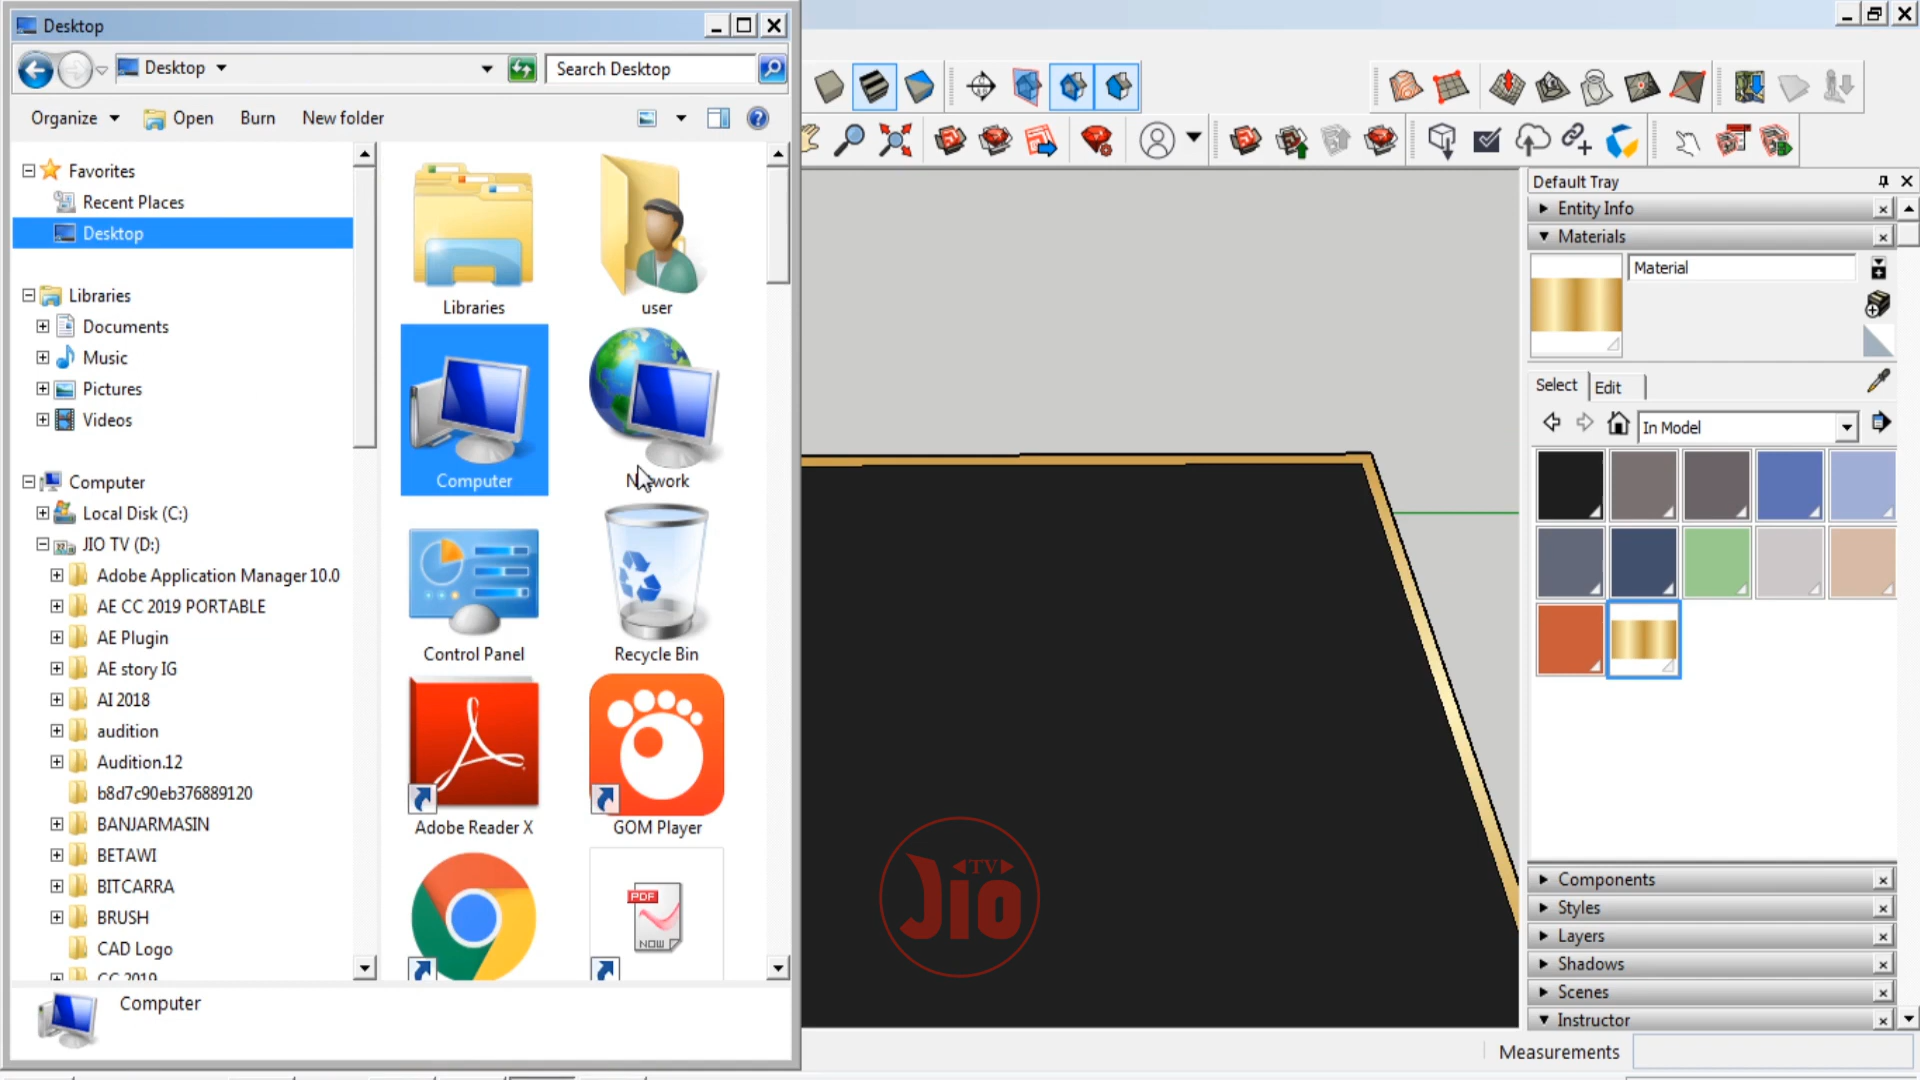 Desktop
Desktop
Search Desktop
Organize
Open
Burn
New folder
Favorites
Recent Places
Desktop
Libraries
Documents
Music
Pictures
Videos
Computer
Local Disk (C:)
JIO TV (D:)
Adobe Application Manager 10.0
AE CC 2019 PORTABLE
AE Plugin
AE story IG
AI 2018
audition
Audition.12
b8d7c90eb376889120
BANJARMASIN
BETAWI
BITCARRA
BRUSH
CAD Logo
CC 2019
Libraries
user
Computer
Network
Control Panel
Recycle Bin
Adobe Reader X
GOM Player
PDF
NOW
Computer
TV
Jio
Default Tray
Entity Info
Materials
Material
Select
Edit
In Model
Components
Styles
Layers
Shadows
Scenes
Instructor
Measurements